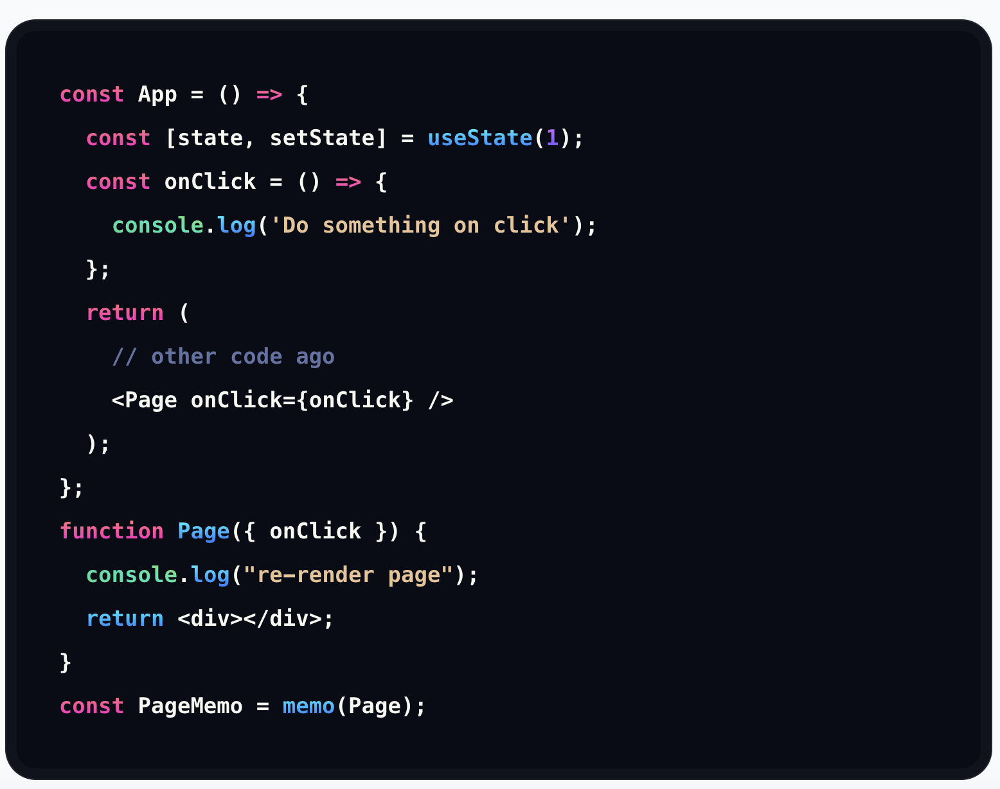 const App = () => {
  const [state, setState] = useState(1);
  const onClick = () => {
    console.log('Do something on click');
  };
  return (
    // other code ago
    <Page onClick={onClick} />
  );
};
function Page({ onClick }) {
  console.log("re-render page");
  return <div></div>;
}
const PageMemo = memo(Page);